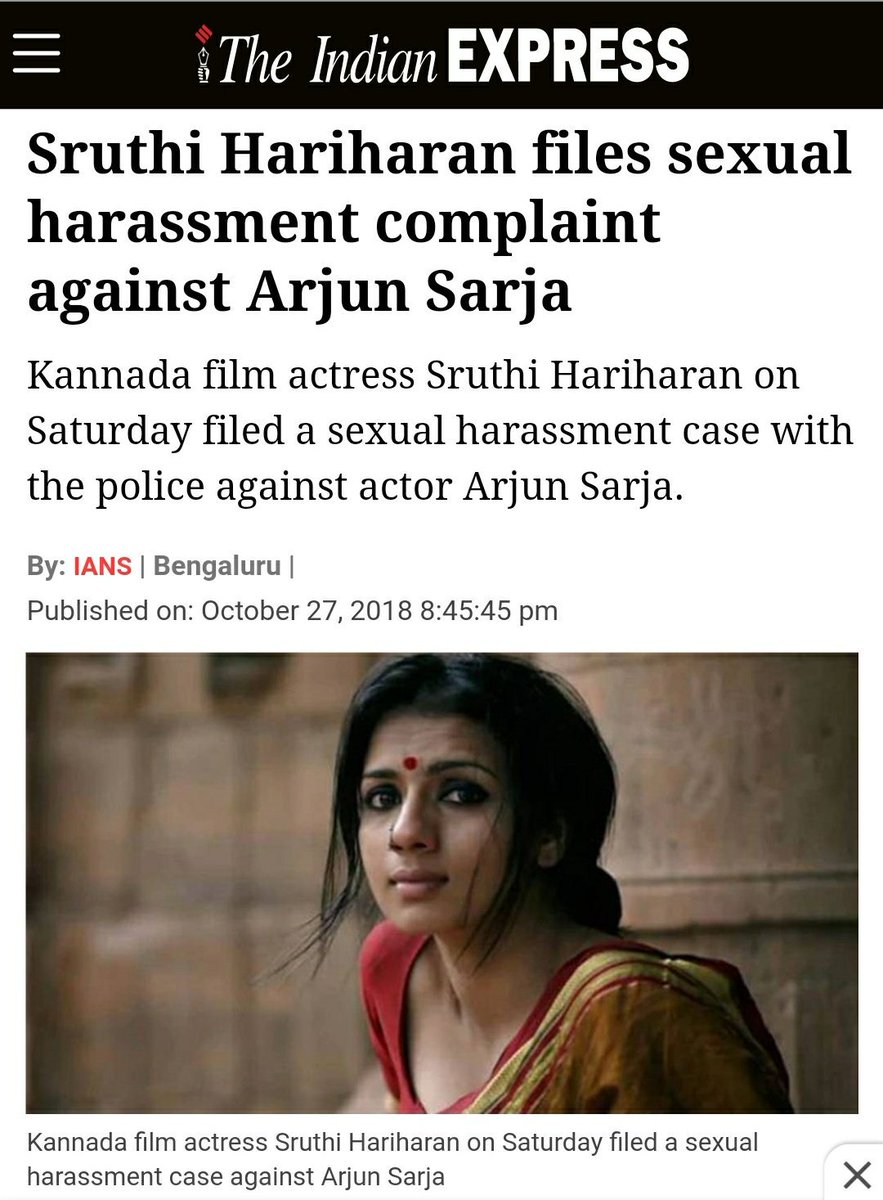 The Indian EXPRESS
Sruthi Hariharan files sexual
harassment complaint
against Arjun Sarja
Kannada film actress Sruthi Hariharan on
Saturday filed a sexual harassment case with
the police against actor Arjun Sarja.
By: IANS | Bengaluru |
Published on: October 27, 2018 8:45:45 pm
Kannada film actress Sruthi Hariharan on Saturday filed a sexual
harassment case against Arjun Sarja